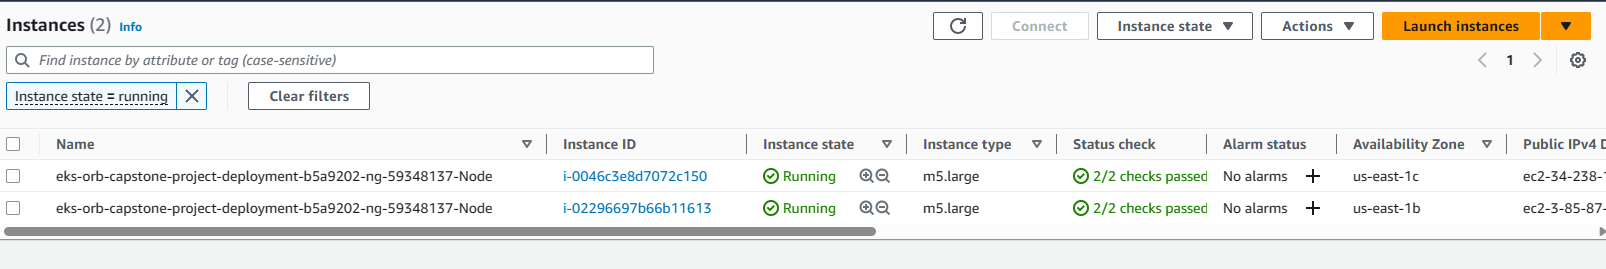 Instances (2) Info
Connect
Instance state
Actions
Launch instances
Find instance by attribute or tag (case-sensitive)
1
Instance state = running
Clear filters
Name Instance ID Instance state Instance type Status check Alarm status Availability Zone Public IPv4 D
eks-orb-capstone-project-deployment-b5a9202-ng-59348137-Node i-0046c3e8d7072c150 Running m5.large 2/2 checks passed No alarms + us-east-1c ec2-34-238-1
eks-orb-capstone-project-deployment-b5a9202-ng-59348137-Node i-02296697b66b11613 Running m5.large 2/2 checks passed No alarms + us-east-1b ec2-3-85-87-